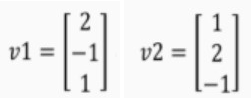 v1 = [2 -1 1] v2 = [1 2 -1]